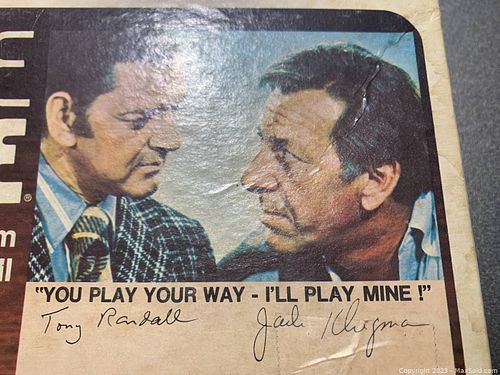 ®
m
"YOU PLAY YOUR WAY - I'LL PLAY MINE !"
Tony Randall Jack Klugman
Copyright 2023 - MaxSold.com